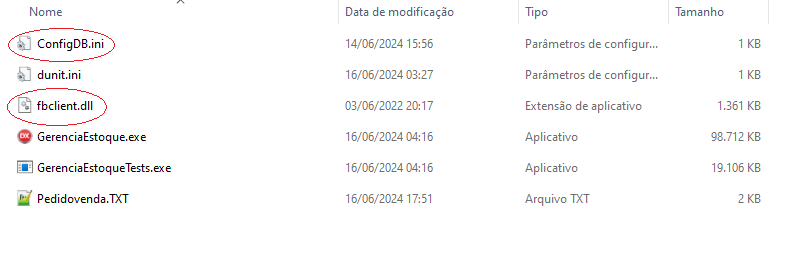 Nome Data de modificação Tipo Tamanho
ConfigDB.ini 14/06/2024 15:56 Parâmetros de configur... 1 KB
dunit.ini 16/06/2024 03:27 Parâmetros de configur... 1 KB
fbclient.dll 03/06/2022 20:17 Extensão de aplicativo 1.361 KB
GerenciaEstoque.exe 16/06/2024 04:16 Aplicativo 98.712 KB
GerenciaEstoqueTests.exe 16/06/2024 04:16 Aplicativo 19.106 KB
Pedidovenda.TXT 16/06/2024 17:51 Arquivo TXT 2 KB